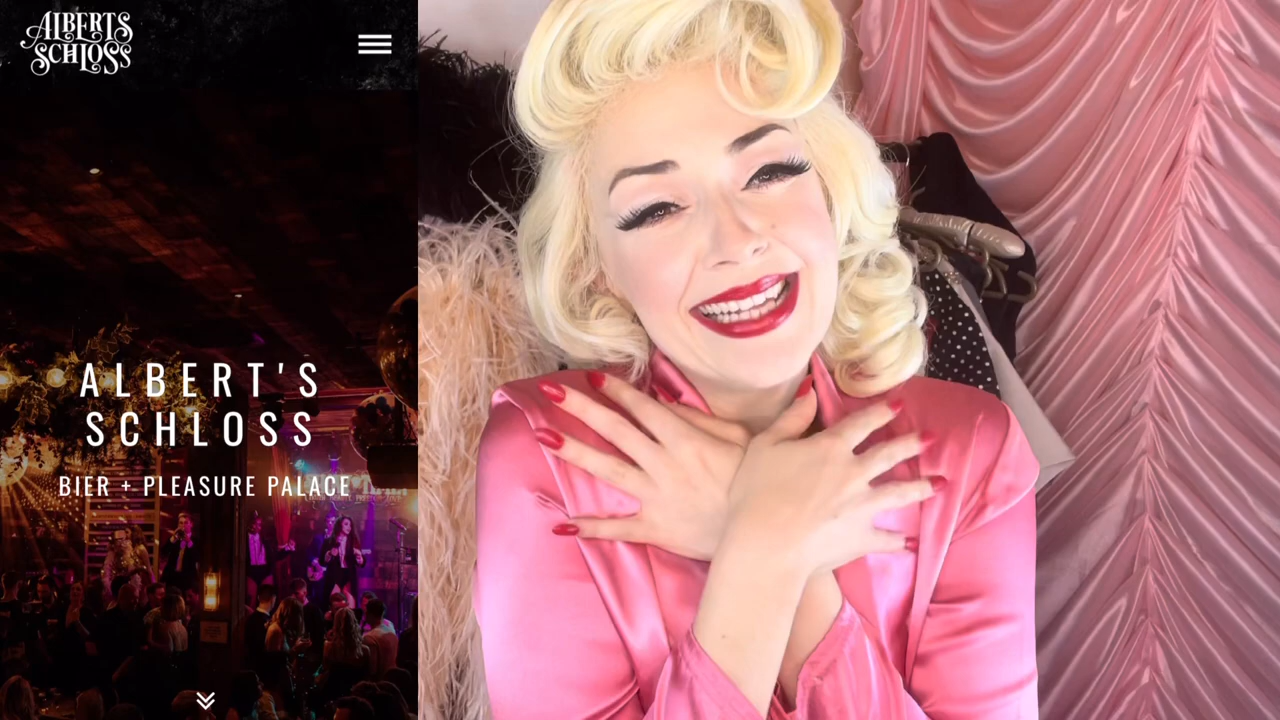 ALBERTS
SCHLOSS
ALBERT'S
SCHLOSS
BIER + PLEASURE PALACE